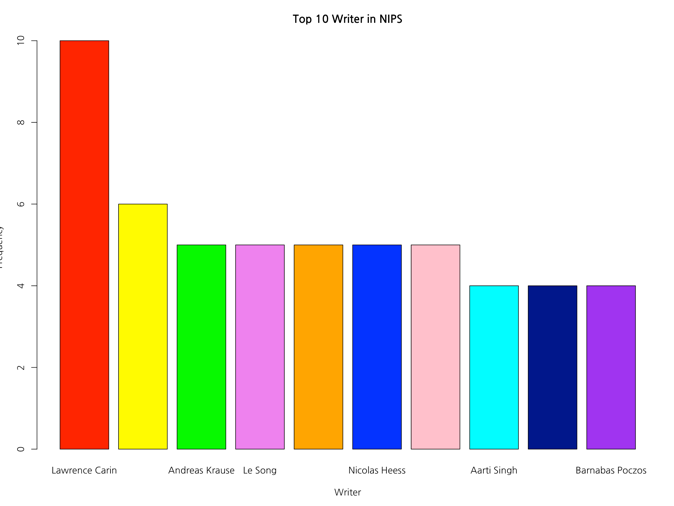 Top 10 Writer in NIPS
10
8
6
4
2
0
Frequency
Lawrence Carin Andreas Krause Le Song Nicolas Heess Aarti Singh Barnabas Poczos
Writer